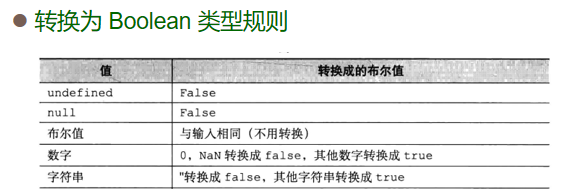 转换为 Boolean 类型规则
值 转换成的布尔值
undefined False
null False
布尔值 与输入相同（不用转换）
数字 0，NaN 转换成 false，其他数字转换成 true
字符串 "转换成 false，其他字符串转换成 true